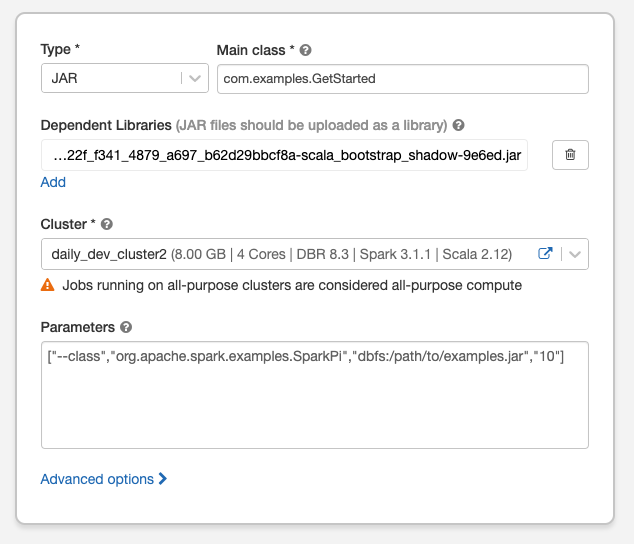 Type *
Main class *
JAR
com.examples.GetStarted
Dependent Libraries (JAR files should be uploaded as a library)
...22f_f341_4879_a697_b62d29bbcf8a-scala_bootstrap_shadow-9e6ed.jar
Add
Cluster *
daily_dev_cluster2 (8.00 GB | 4 Cores | DBR 8.3 | Spark 3.1.1 | Scala 2.12)
Jobs running on all-purpose clusters are considered all-purpose compute
Parameters
["--class","org.apache.spark.examples.SparkPi","dbfs:/path/to/examples.jar","10"]
Advanced options